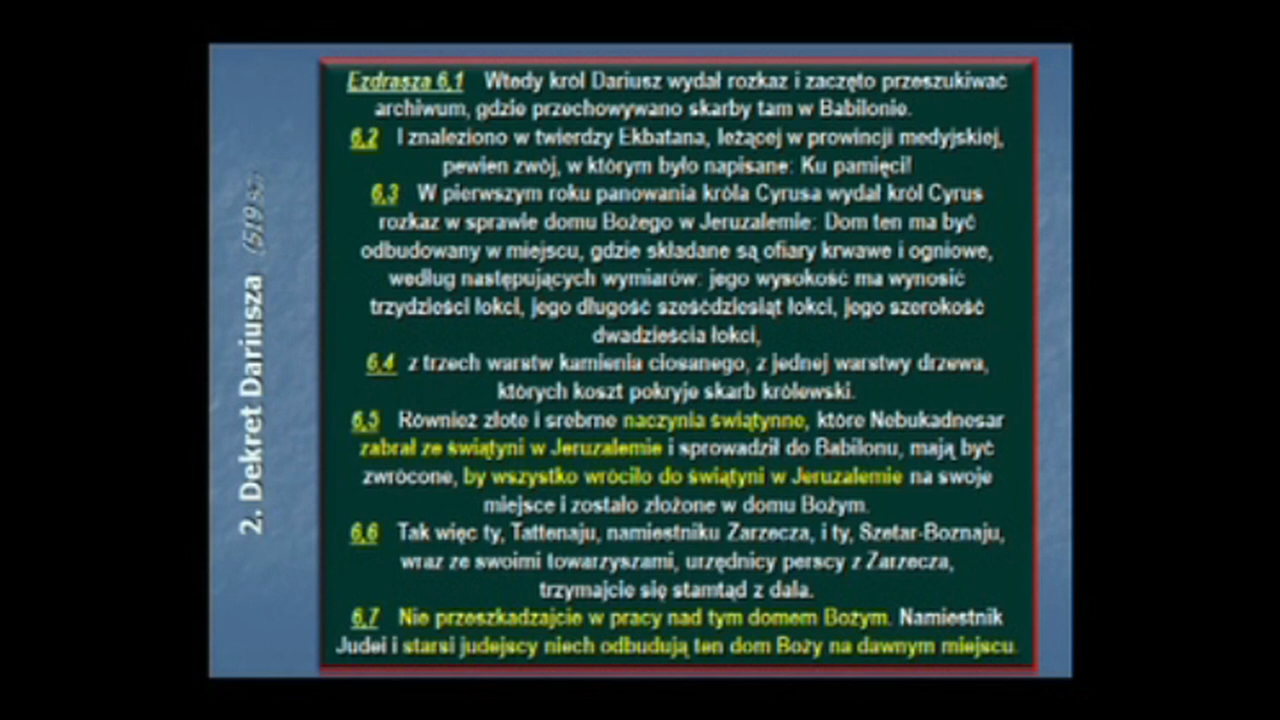 2. Dekret Dariusza (519
Ezdrasza 6,1 Wtedy król Dariusz wydał rozkaz i zaczęto przeszukiwać
archiwum, gdzie przechowywano skarby tam w Babilonie.
6,2 I znaleziono w twierdzy Ekbatana, leżącej w prowincji medyjskiej,
pewien zwój, w którym było napisane: Ku pamięci!
6,3 W pierwszym roku panowania króla Cyrusa wydał król Cyrus
rozkaz w sprawie domu Bożego w Jeruzalemie: Dom ten ma być
odbudowany w miejscu, gdzie składane są ofiary krwawe i ogniowe,
według następujących wymiarów: jego wysokość ma wynosić
trzydzieści łokci, jego długość sześćdziesiąt łokci, jego szerokość
dwadzieścia łokci,
6,4 z trzech warstw kamienia ciosanego, z jednej warstwy drzewa,
których koszt pokryje skarb królewski.
6,5 Również złote i srebrne naczynia świątynne, które Nebukadnesar
zabrał ze świątyni w Jeruzalemie i sprowadził do Babilonu, mają być
zwrócone, by wszystko wróciło do świątyni w Jeruzalemie na swoje
miejsce i zostało złożone w domu Bożym.
6,6 Tak więc ty, Tattenaju, namiestniku Zarzecza, i ty, Szetar-Boznaju,
wraz ze swoimi towarzyszami, urzędnicy perscy z Zarzecza,
trzymajcie się stamtąd z dala.
6,7 Nie przeszkadzajcie w pracy nad tym domem Bożym. Namiestnik
Judei i starsi judejscy niech odbudują ten dom Boży na dawnym miejscu.